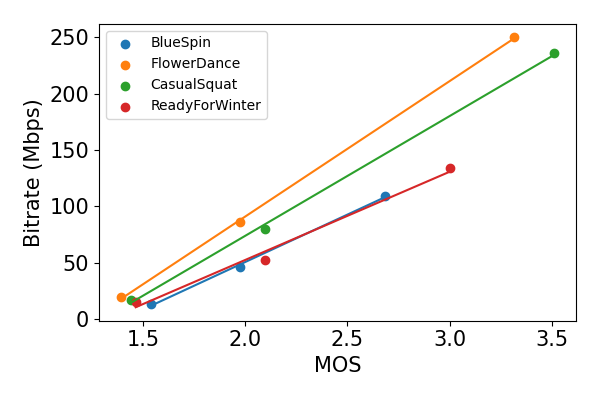 BlueSpin
FlowerDance
CasualSquat
ReadyForWinter
250
200
150
100
50
0
Bitrate (Mbps)
1.5 2.0 2.5 3.0 3.5
MOS